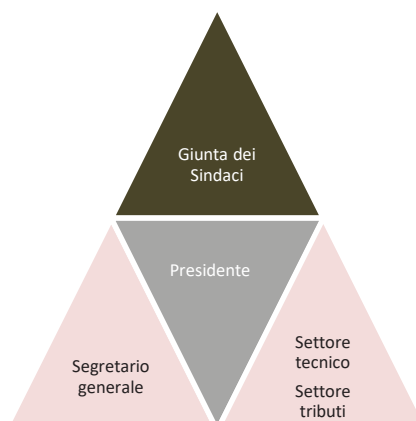 Giunta dei
Sindaci
Presidente
Segretario
generale
Settore
tecnico
Settore
tributi